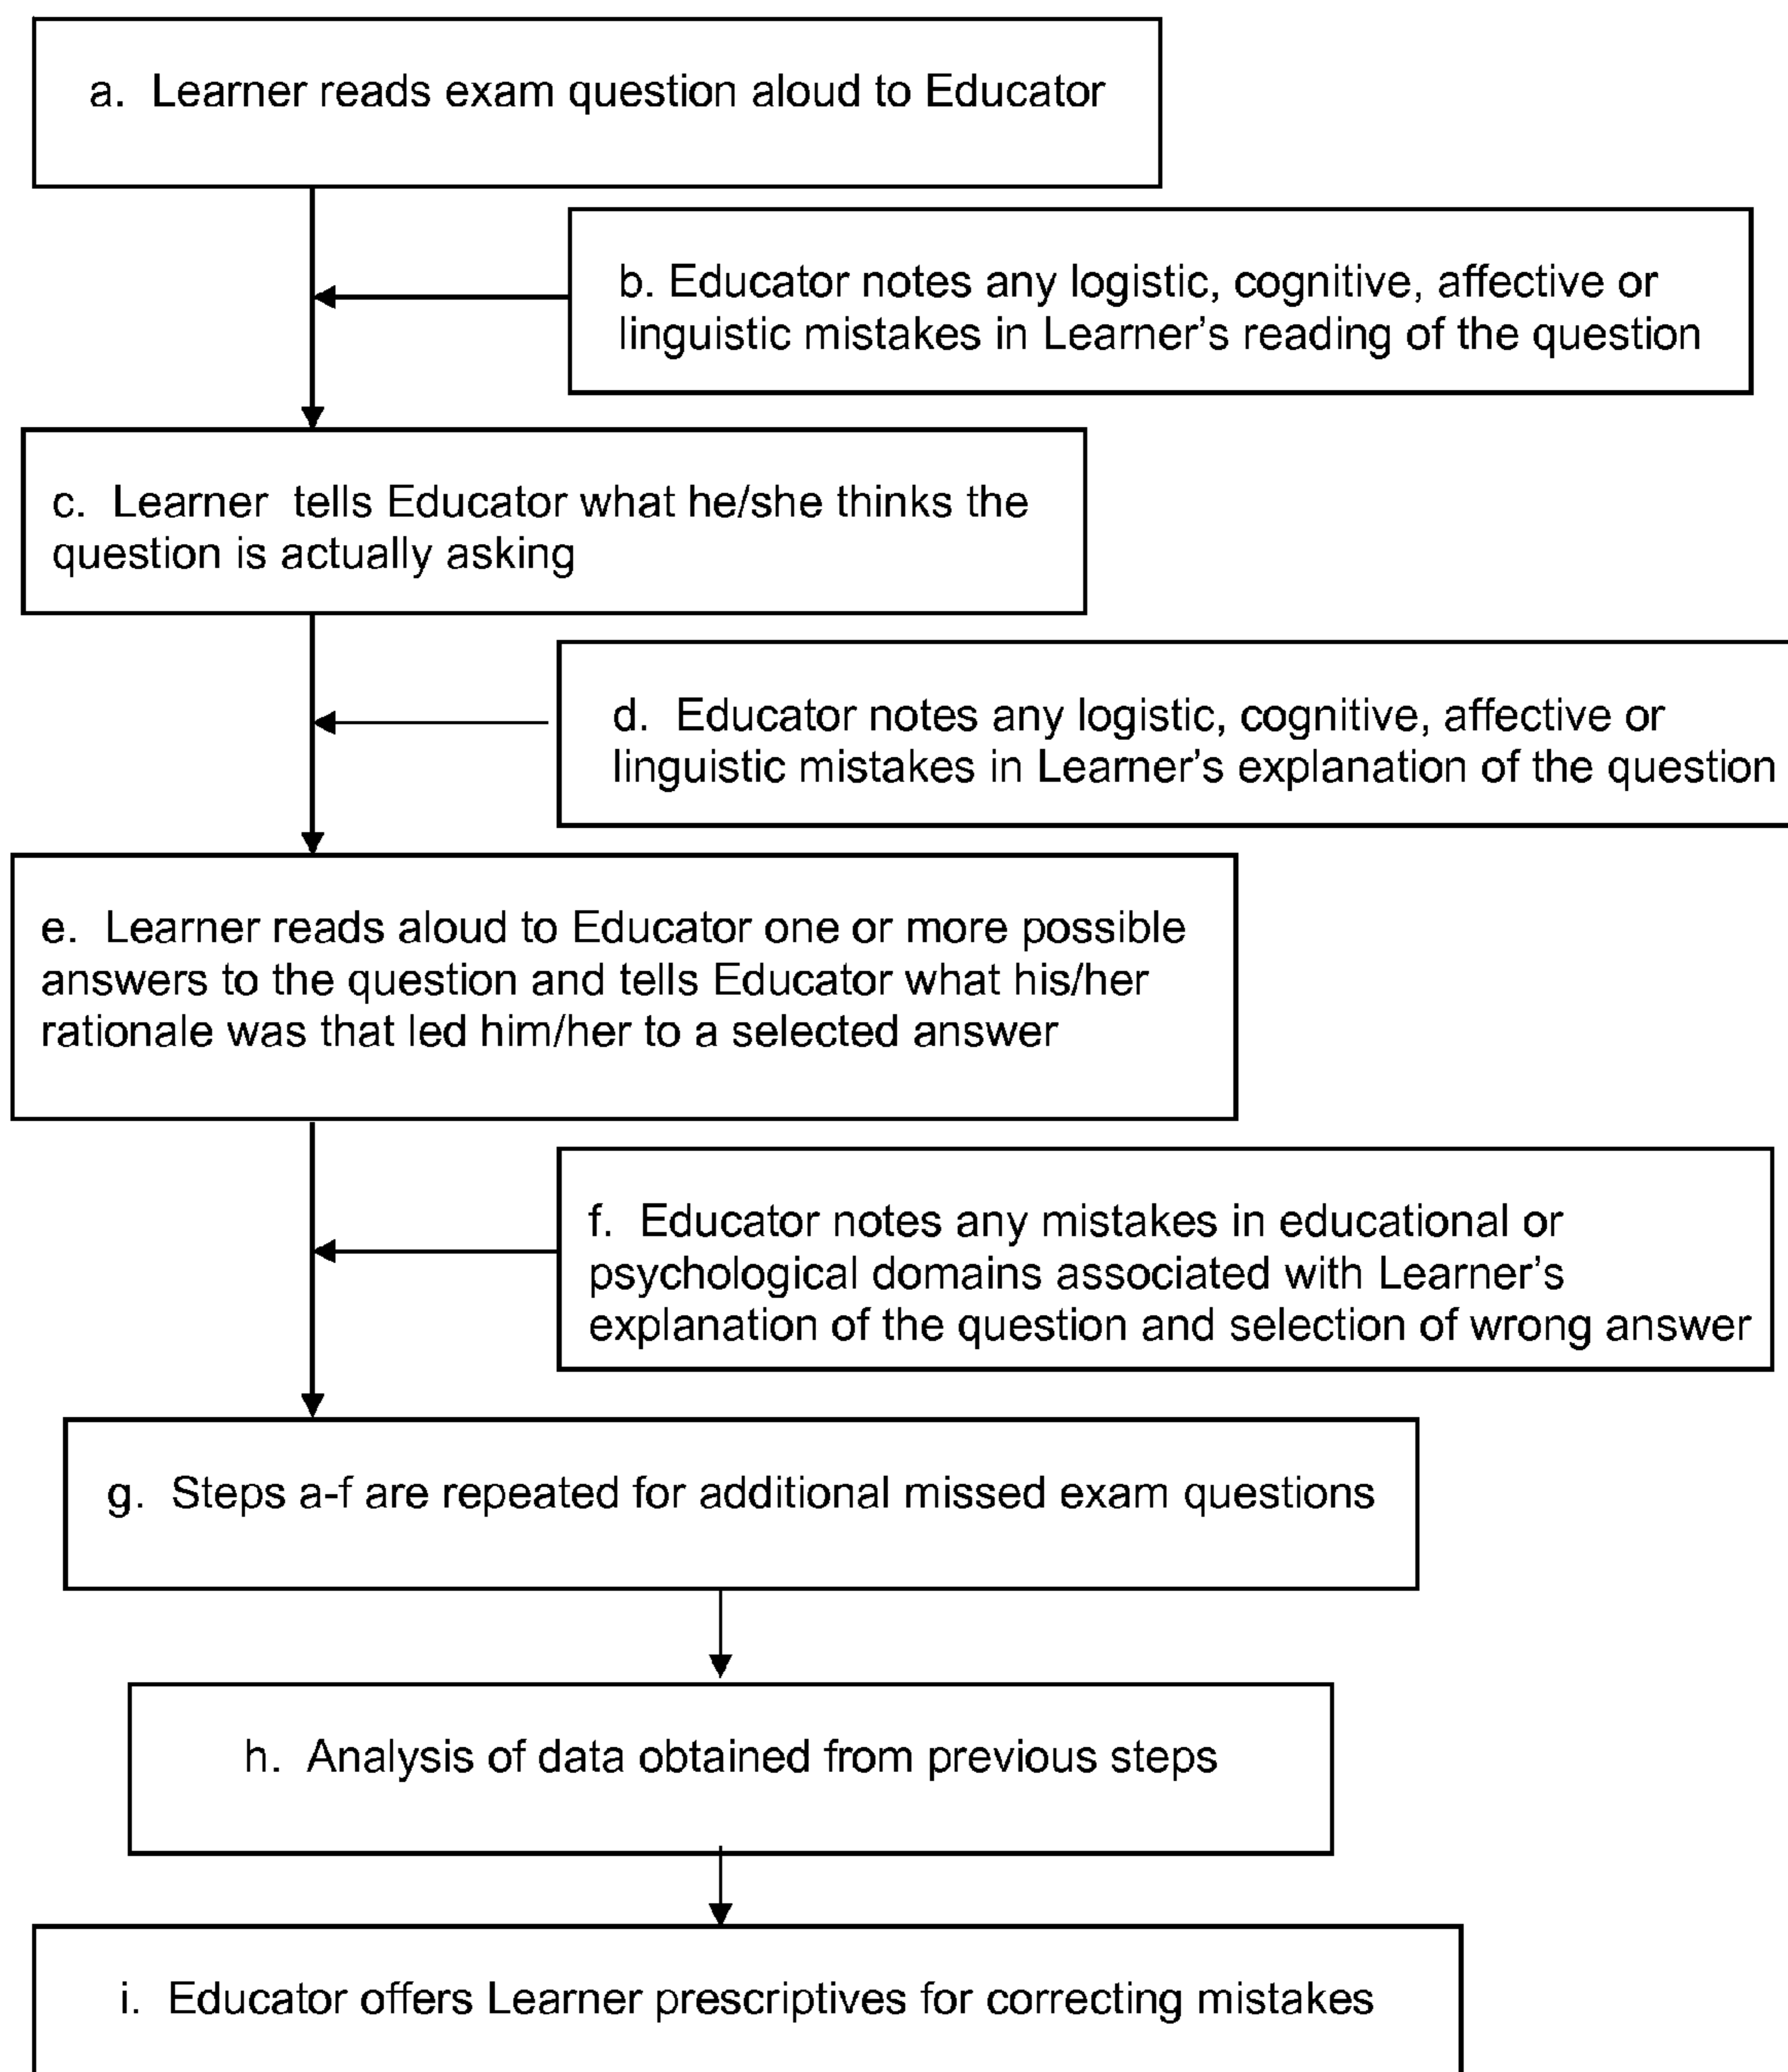 a. Learner reads exam question aloud to Educator
b. Educator notes any logistic, cognitive, affective or
linguistic mistakes in Learner's reading of the question
c. Learner tells Educator what he/she thinks the
question is actually asking
d. Educator notes any logistic, cognitive, affective or
linguistic mistakes in Learner's explanation of the question
e. Learner reads aloud to Educator one or more possible
answers to the question and tells Educator what his/her
rationale was that led him/her to a selected answer
f. Educator notes any mistakes in educational or
psychological domains associated with Learner's
explanation of the question and selection of wrong answer
g. Steps a-f are repeated for additional missed exam questions
h. Analysis of data obtained from previous steps
i. Educator offers Learner prescriptives for correcting mistakes